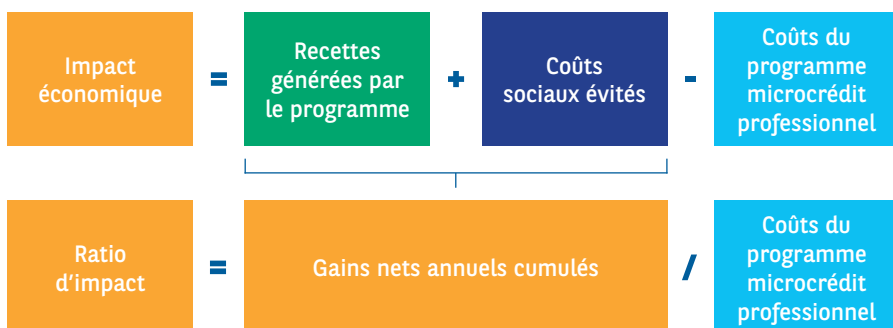 Impact
économique
=
Recettes
générées par
le programme
+
Coûts
sociaux évités
-
Coûts du
programme
microcrédit
professionnel
Ratio
d'impact
=
Gains nets annuels cumulés
/
Coûts du
programme
microcrédit
professionnel